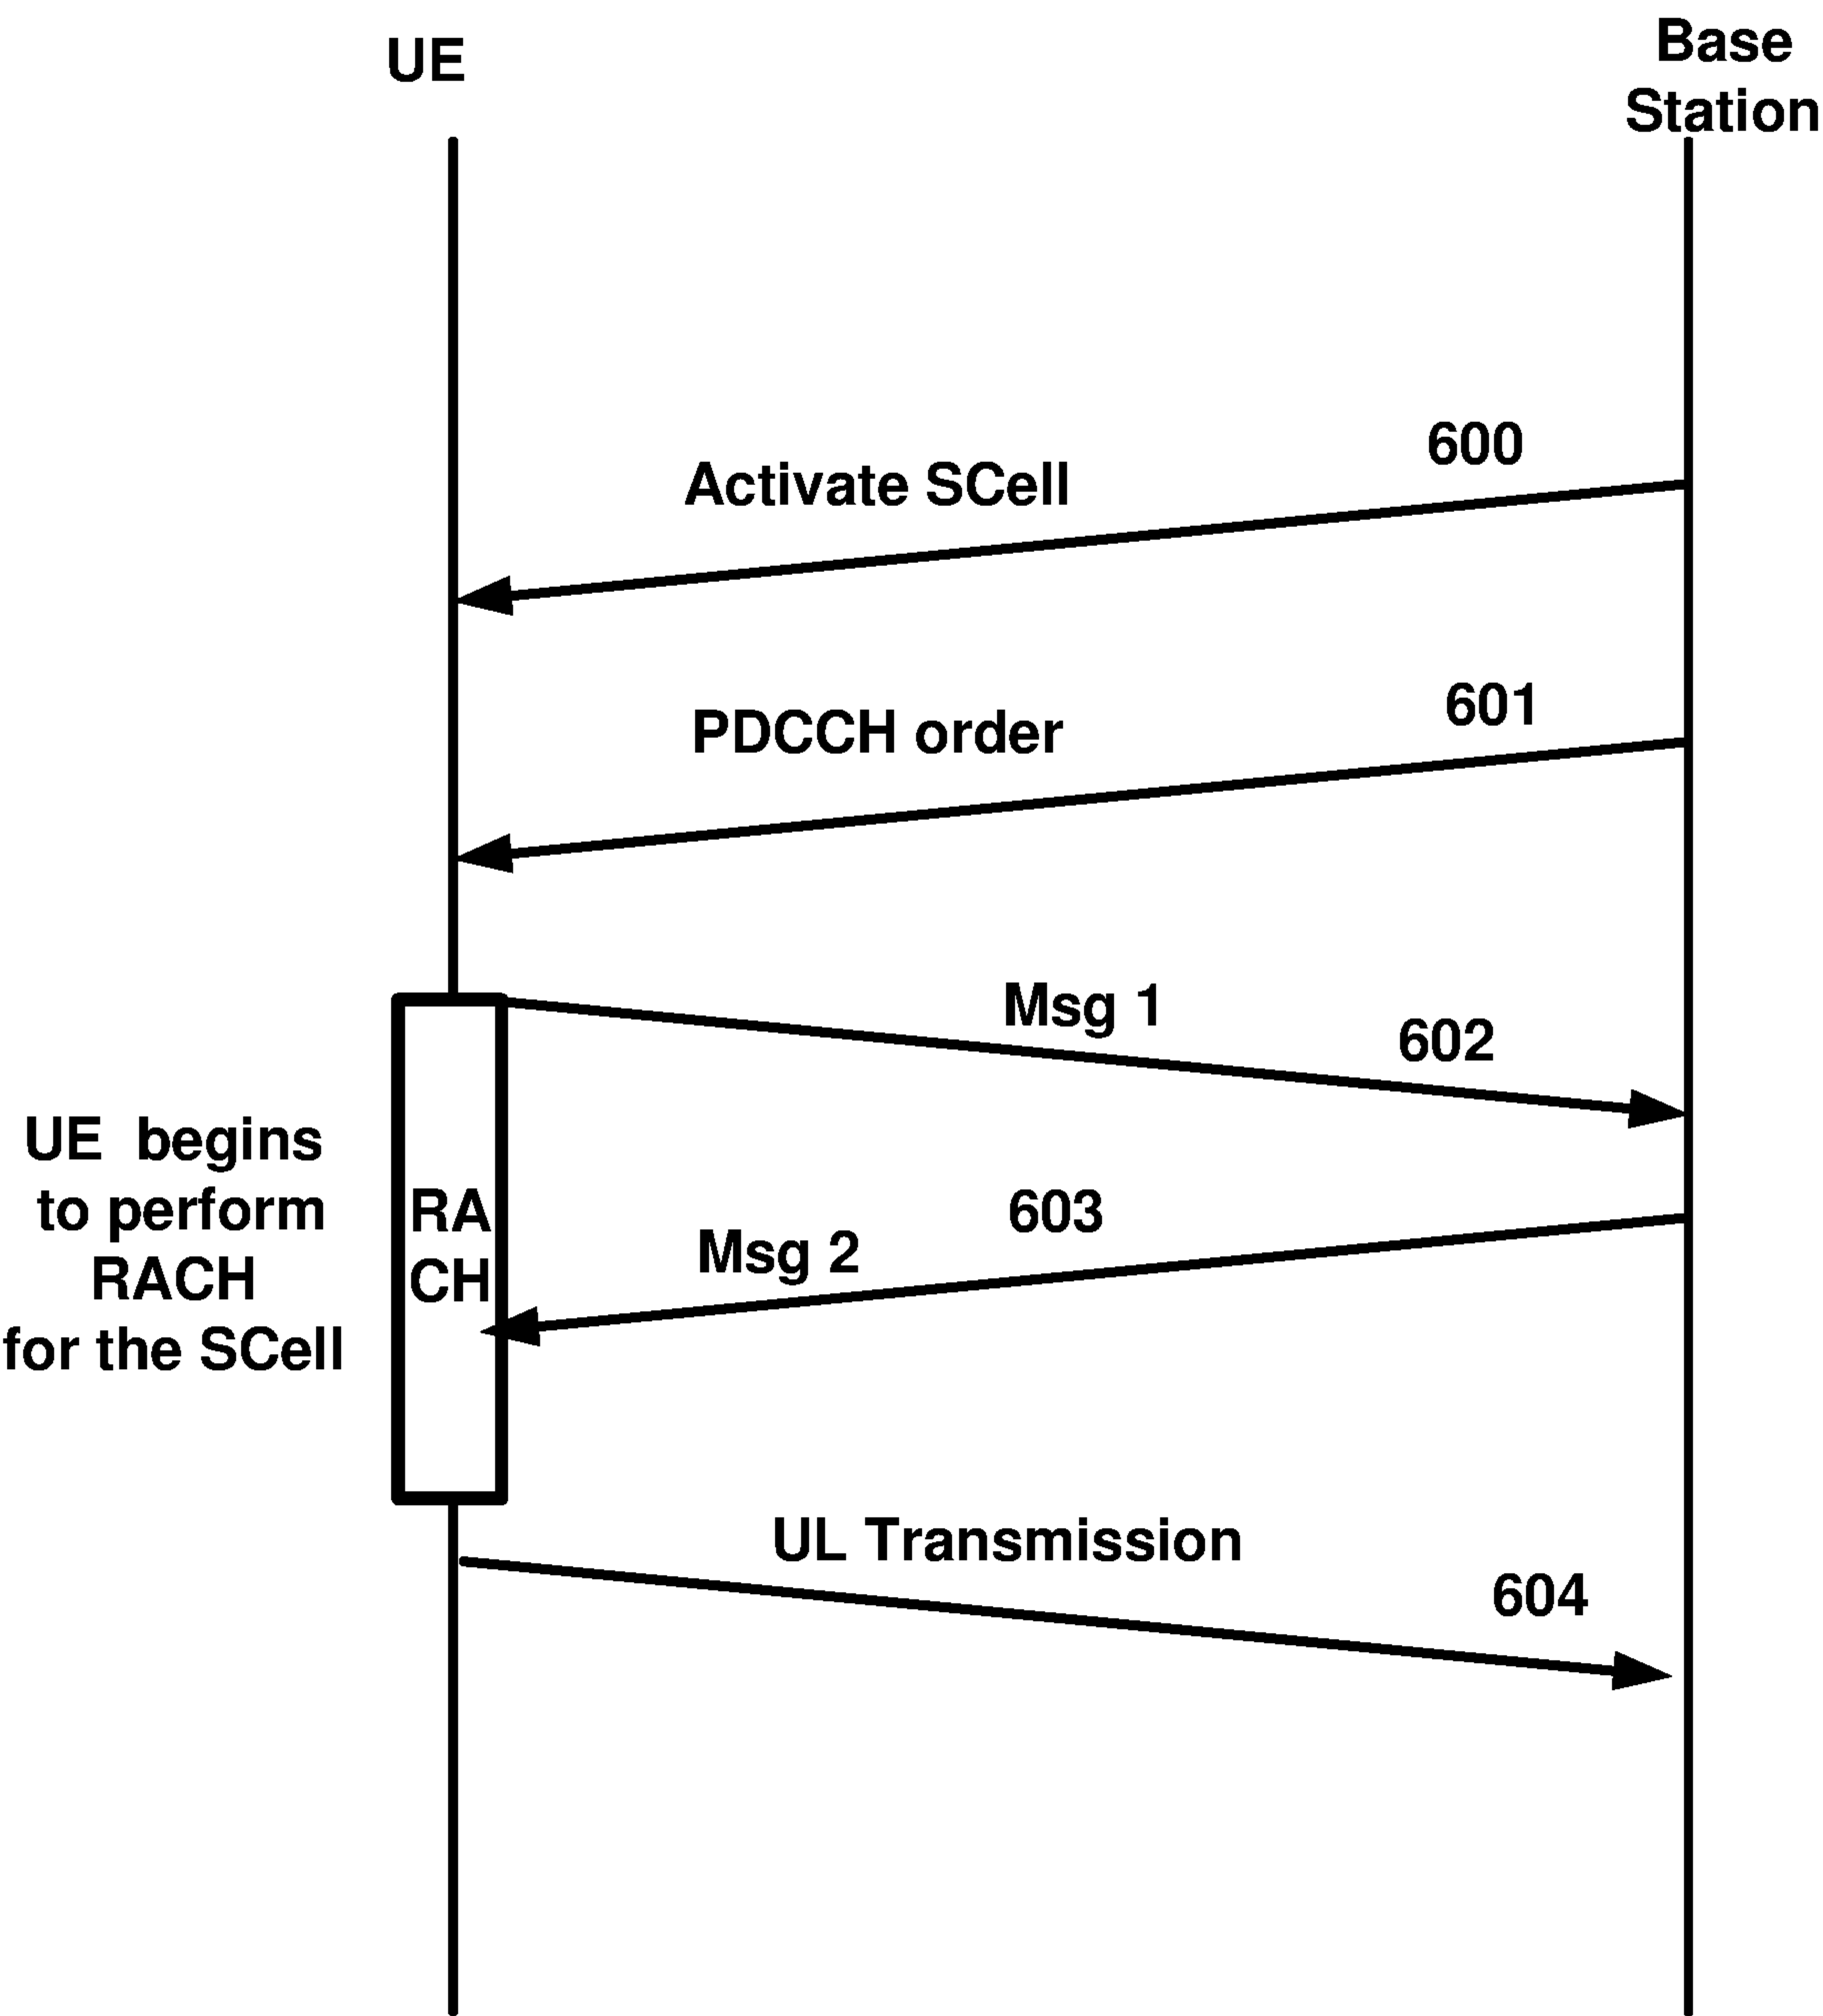 UE
Base
Station
600
Activate SCell
601
PDCCH order
Msg 1
602
UE begins
to perform
RACH
for the SCell
RA
CH
603
Msg 2
UL Transmission
604